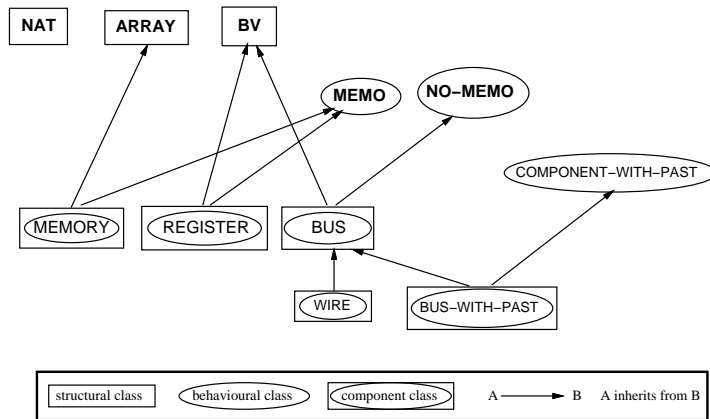 NAT
ARRAY
BV
MEMO
NO-MEMO
COMPONENT-WITH-PAST
MEMORY
REGISTER
BUS
WIRE
BUS-WITH-PAST
structural class
behavioural class
component class
A
B
A inherits from B